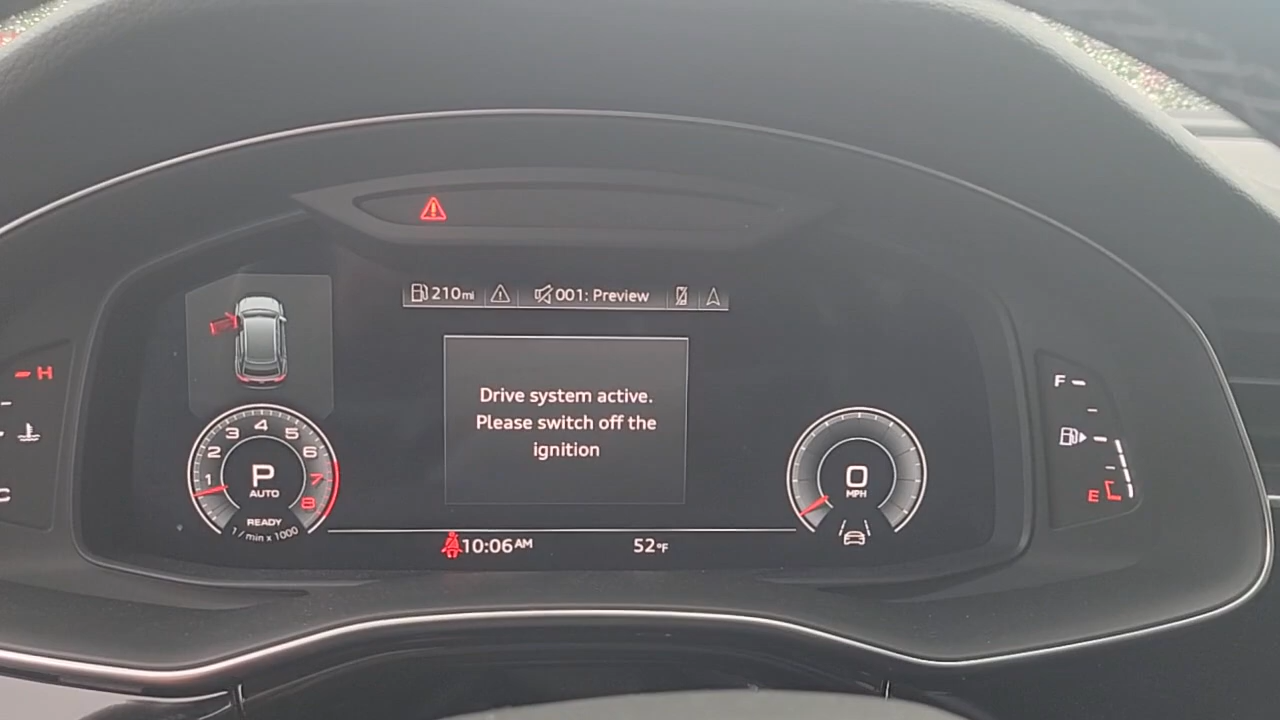 210mi
001: Preview
H
C
Drive system active.
Please switch off the
ignition
1
2
3
4
5
6
7
8
P
AUTO
READY
1 / min x 1000
0
MPH
F
E
10:06AM
52°F